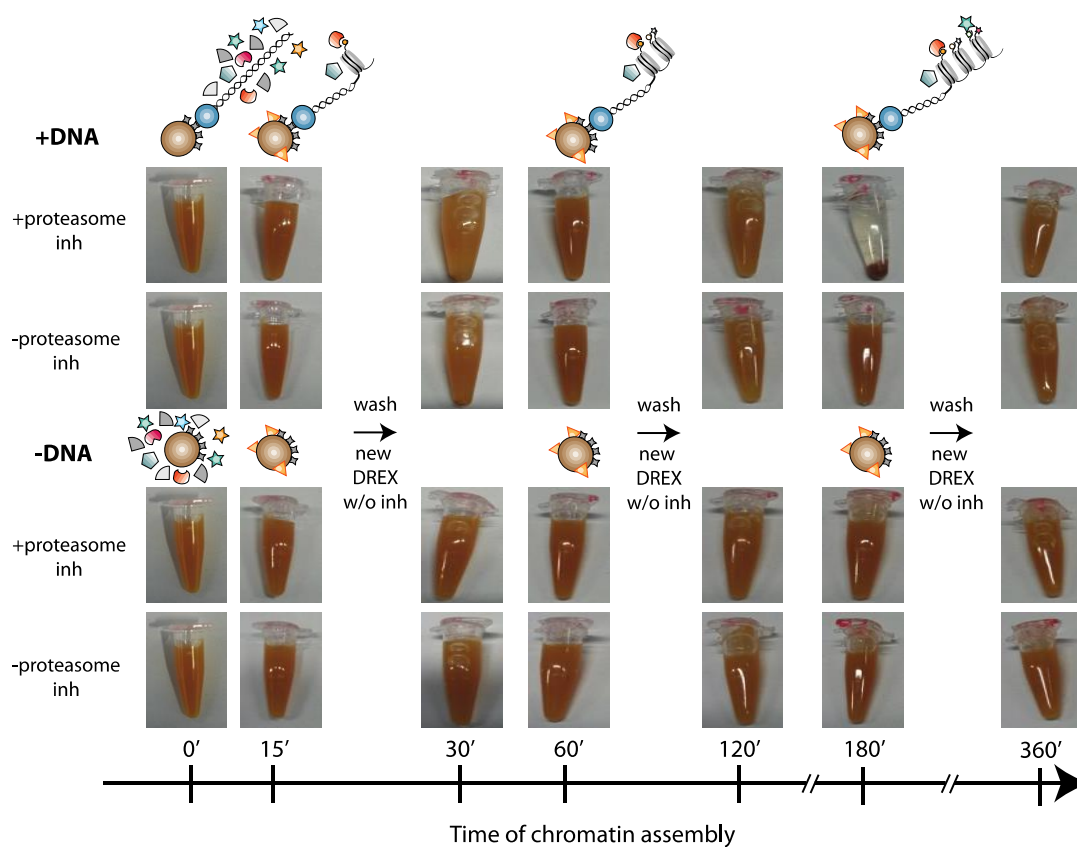 +DNA
+proteasome
inh
-proteasome
inh
wash
new
DREX
w/o inh
wash
new
DREX
w/o inh
wash
new
DREX
w/o inh
-DNA
+proteasome
inh
-proteasome
inh
0′ 15′ 30′ 60′ 120′ 180′ 360′
Time of chromatin assembly